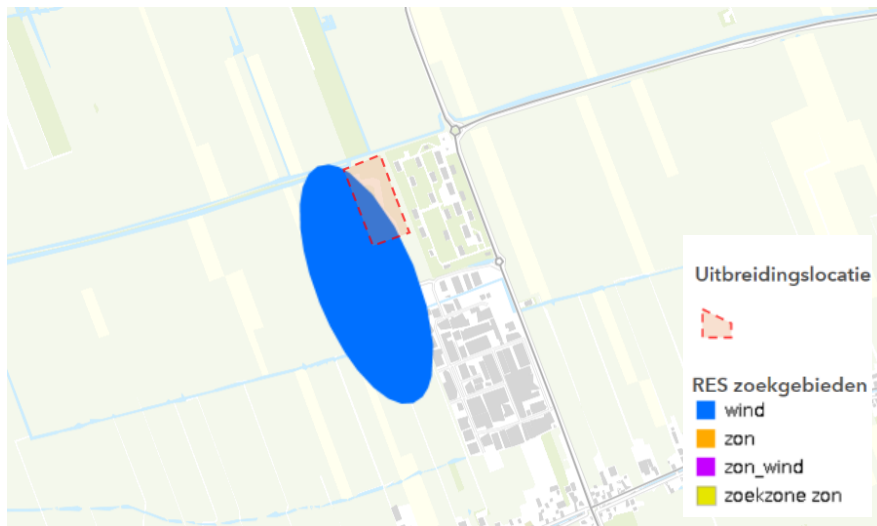 Uitbreidingslocatie
RES zoekgebieden
wind
zon
zon_wind
zoekzone zon